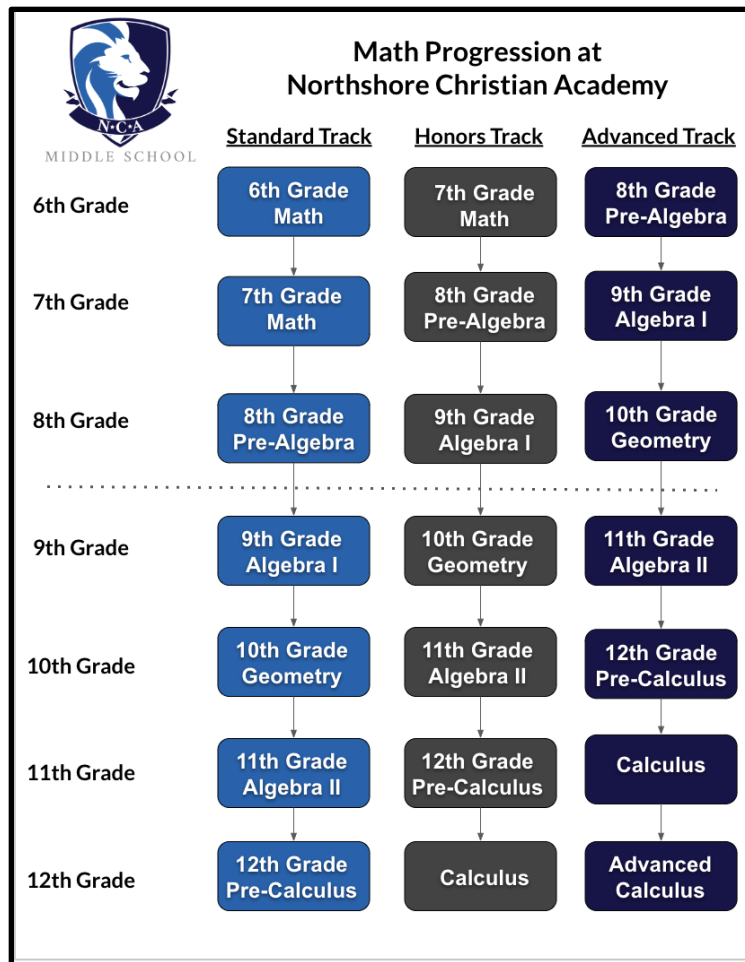 Math Progression at
Northshore Christian Academy
N·C·A
MIDDLE SCHOOL
Standard Track
Honors Track
Advanced Track
6th Grade
6th Grade
Math
7th Grade
Math
8th Grade
Pre-Algebra
7th Grade
7th Grade
Math
8th Grade
Pre-Algebra
9th Grade
Algebra I
8th Grade
8th Grade
Pre-Algebra
9th Grade
Algebra I
10th Grade
Geometry
9th Grade
9th Grade
Algebra I
10th Grade
Geometry
11th Grade
Algebra II
10th Grade
10th Grade
Geometry
11th Grade
Algebra II
12th Grade
Pre-Calculus
11th Grade
11th Grade
Algebra II
12th Grade
Pre-Calculus
Calculus
12th Grade
12th Grade
Pre-Calculus
Calculus
Advanced
Calculus